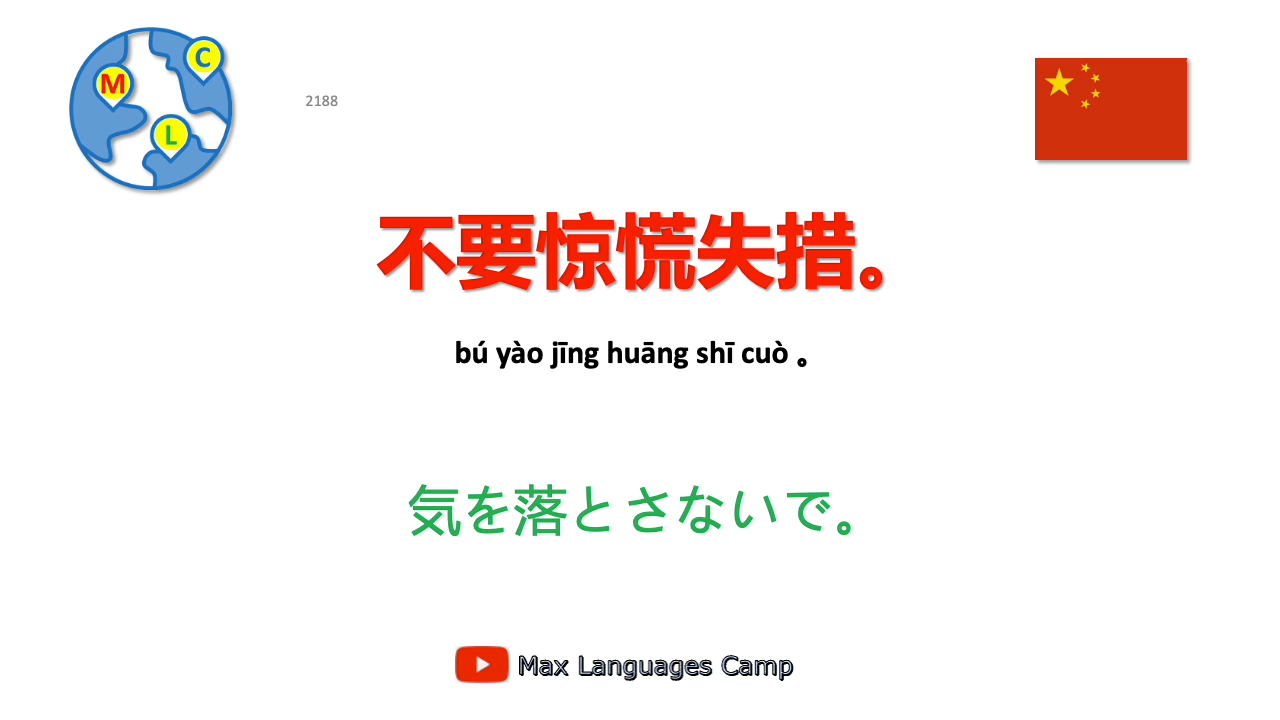 M
C
L
2188
不要惊慌失措。
bú yào jīng huāng shī cuò 。
気を落とさないで。
Max Languages Camp